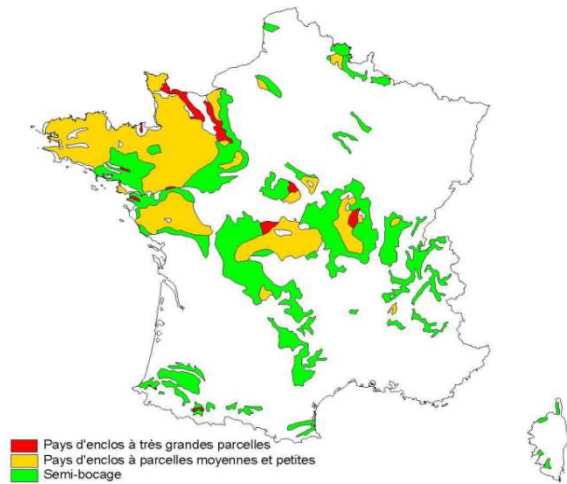 Pays d'enclos à très grandes parcelles
Pays d'enclos à parcelles moyennes et petites
Semi-bocage